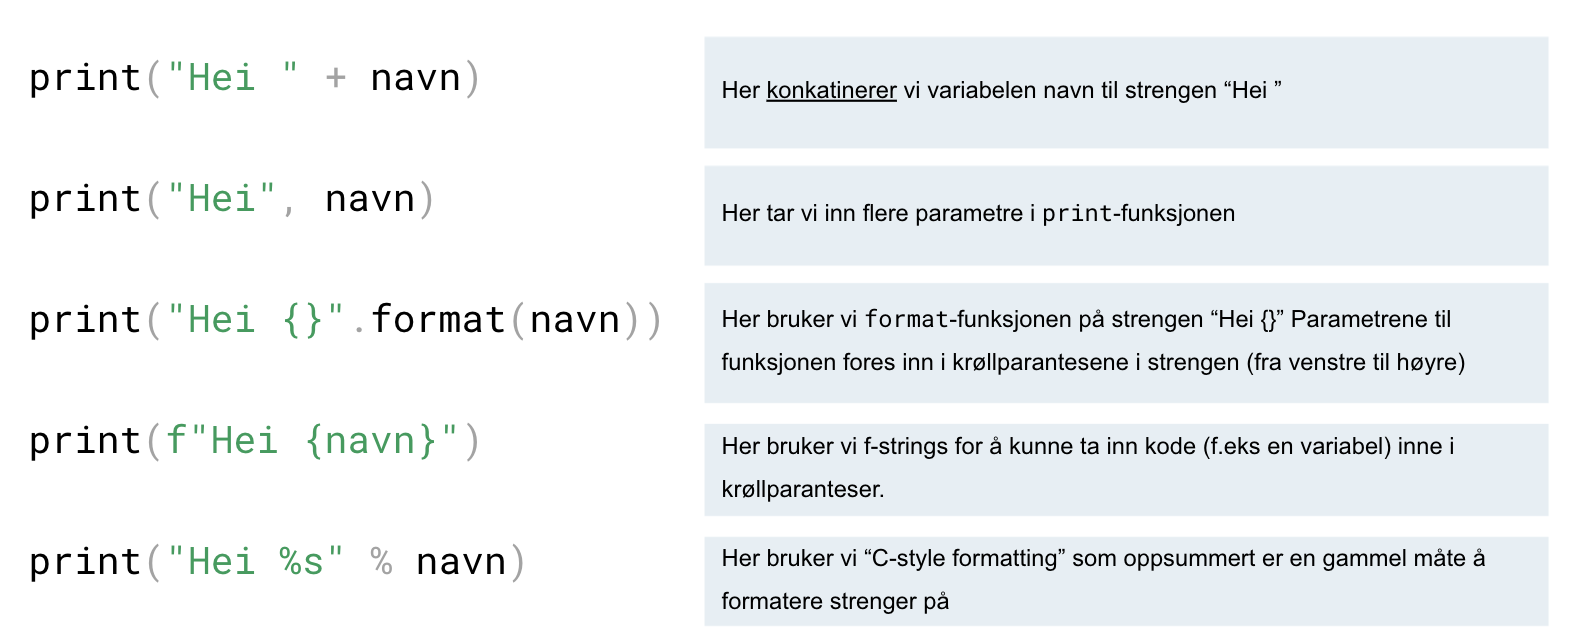 print("Hei " + navn)
Her konkatinerer vi variabelen navn til strengen “Hei ”
print("Hei", navn)
Her tar vi inn flere parametre i print-funksjonen
print("Hei {}".format(navn))
Her bruker vi format-funksjonen på strengen “Hei {}” Parametrene til
funksjonen fores inn i krøllparantesene i strengen (fra venstre til høyre)
print(f"Hei {navn}")
Her bruker vi f-strings for å kunne ta inn kode (f.eks en variabel) inne i
krøllparanteser.
print("Hei %s" % navn)
Her bruker vi “C-style formatting” som oppsummert er en gammel måte å
formatere strenger på